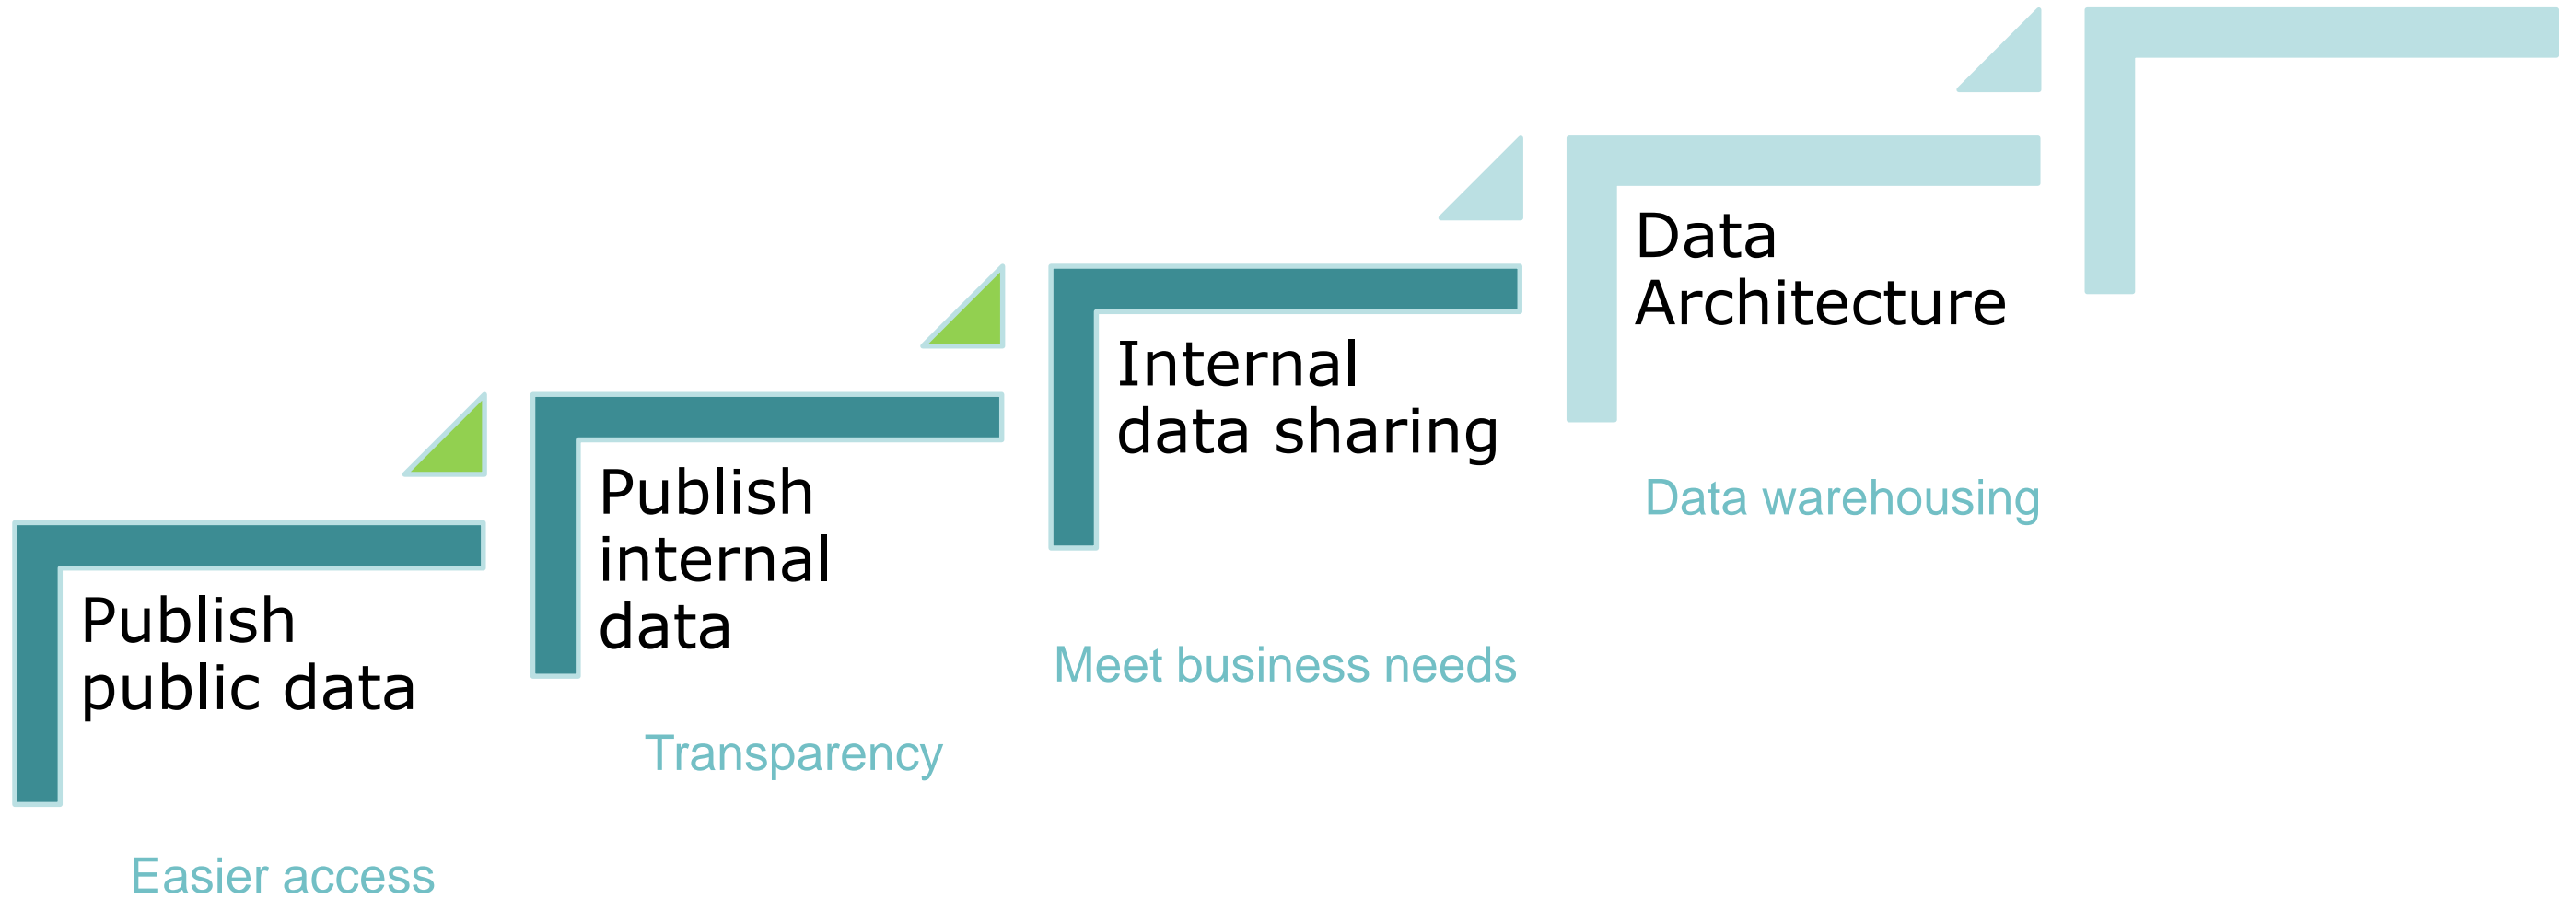 Publish
public data
Easier access
Publish
internal
data
Transparency
Internal
data sharing
Meet business needs
Data
Architecture
Data warehousing